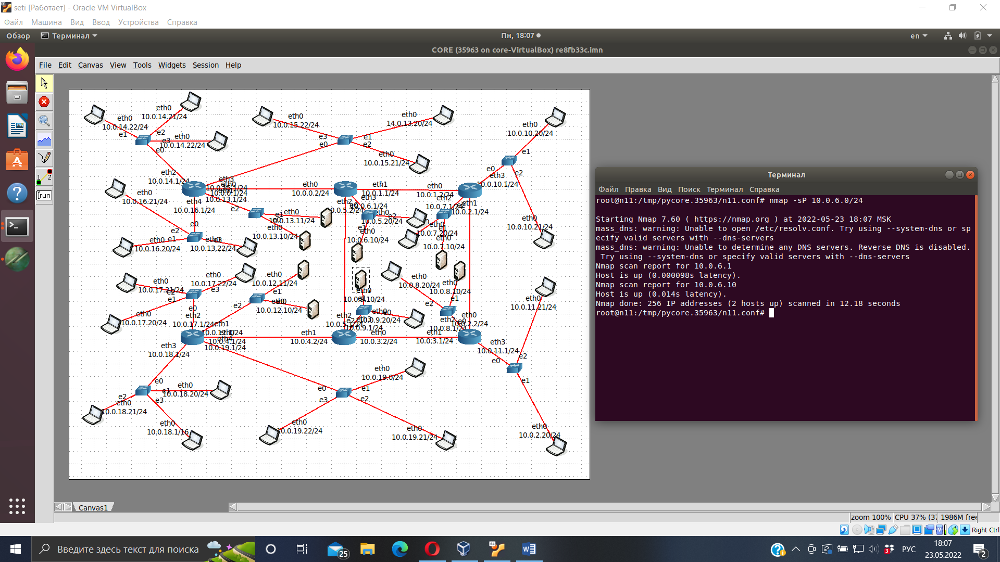 seti [Работает] - Oracle VM VirtualBox
Файл Машина Вид Ввод Устройства Справка
Обзор Терминал Пн, 18:07 en
CORE (35963 on core-VirtualBox) re8fb33c.imn
File Edit Canvas View Tools Widgets Session Help
eth0
10.0.14.22/24
e1
eth0
10.0.14.21/24
e2
e3
eth0
10.0.14.22/24
e0
eth2
10.0.14.1/24
eth0
10.0.15.22/24
e3
e0
eth0
14.0.13.20/24
e1
e2
eth0
10.0.15.21/24
eth0
10.0.10.20/24
e1
e0
e2
eth3
10.0.10.1/24
eth0
10.0.10.21/24
eth0
10.0.16.21/24
eth3
10.0.13.1/24
eth4
10.0.16.1/24
eth0
10.0.0.2/24
eth1
10.0.1.1/24
eth0
10.0.1.2/24
eth2
eth3
10.0.6.1/24
10.0.5.2/24
eth2
10.0.7.1/24
eth1
10.0.2.1/24
e2
e1
eth0
10.0.13.11/24
eth0
10.0.13.10/24
e2
eth0
10.0.5.20/24
e1
eth0
10.0.6.10/24
eth0
10.0.7.20/24
e1
eth0
10.0.7.10/24
e0
e2
e1
eth0
10.0.16.20/24
e3
eth0
10.0.13.22/24
eth0
10.0.17.21/24
e2
e1
eth0
10.0.17.22/24
e3
e0
eth0
10.0.17.20/24
eth2
10.0.17.1/24
eth0
10.0.12.11/24
e1
e2
e0
eth0
10.0.12.10/24
eth0
10.0.9.10/24
e1
eth0
10.0.9.20/24
eth3
10.0.9.1/24
eth2
eth0
10.0.8.20/24
eth0
10.0.8.10/24
e1
e2
eth2
10.0.8.1/24
e0
eth0
10.0.2.2/24
eth0
10.0.11.21/24
eth1
10.0.12.1/24
10.0.4.1/24
eth4
10.0.19.1/24
eth1
10.0.4.2/24
eth0
10.0.3.2/24
eth1
10.0.3.1/24
eth3
10.0.11.1/24
e0
e2
e1
eth3
10.0.18.1/24
e0
e1
eth0
10.0.18.20/24
e2
eth0
10.0.18.21/24
e3
eth0
10.0.18.1/16
eth0
10.0.19.0/24
e0
e1
e3
e2
eth0
10.0.19.22/24
eth0
10.0.19.21/24
eth0
10.0.2.20/24
run
Терминал
Файл Правка Вид Поиск Терминал Справка
root@n11:/tmp/pycore.35963/n11.conf# nmap -sP 10.0.6.0/24
Starting Nmap 7.60 ( https://nmap.org ) at 2022-05-23 18:07 MSK
mass_dns: warning: Unable to open /etc/resolv.conf. Try using --system-dns or sp
ecify valid servers with --dns-servers
mass_dns: warning: Unable to determine any DNS servers. Reverse DNS is disabled.
Try using --system-dns or specify valid servers with --dns-servers
Nmap scan report for 10.0.6.1
Host is up (0.000098s latency).
Nmap scan report for 10.0.6.10
Host is up (0.014s latency).
Nmap done: 256 IP addresses (2 hosts up) scanned in 12.18 seconds
root@n11:/tmp/pycore.35963/n11.conf#
Canvas1
zoom 100% CPU 37% (37 1986M free
Right Ctrl
Введите здесь текст для поиска
25
64
РУС
18:07
23.05.2022
2